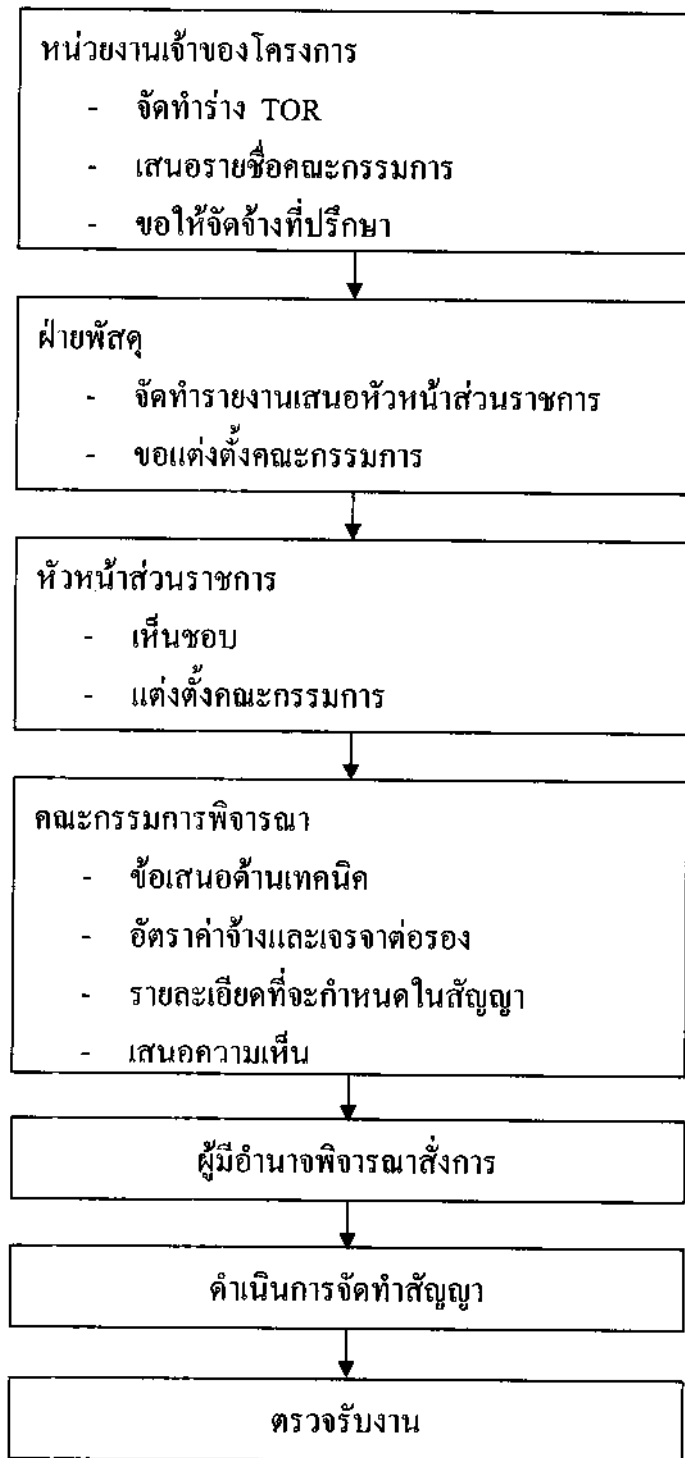 หน่วยงานเจ้าของโครงการ
- จัดทำร่าง TOR
- เสนอรายชื่อคณะกรรมการ
- ขอให้จัดจ้างที่ปรึกษา
ฝ่ายพัสดุ
- จัดทำรายงานเสนอหัวหน้าส่วนราชการ
- ขอแต่งตั้งคณะกรรมการ
หัวหน้าส่วนราชการ
- เห็นชอบ
- แต่งตั้งคณะกรรมการ
คณะกรรมการพิจารณา
- ข้อเสนอด้านเทคนิค
- อัตราค่าจ้างและเจรจาต่อรอง
- รายละเอียดที่จะกำหนดในสัญญา
- เสนอความเห็น
ผู้มีอำนาจพิจารณาสั่งการ
ดำเนินการจัดทำสัญญา
ตรวจรับงาน